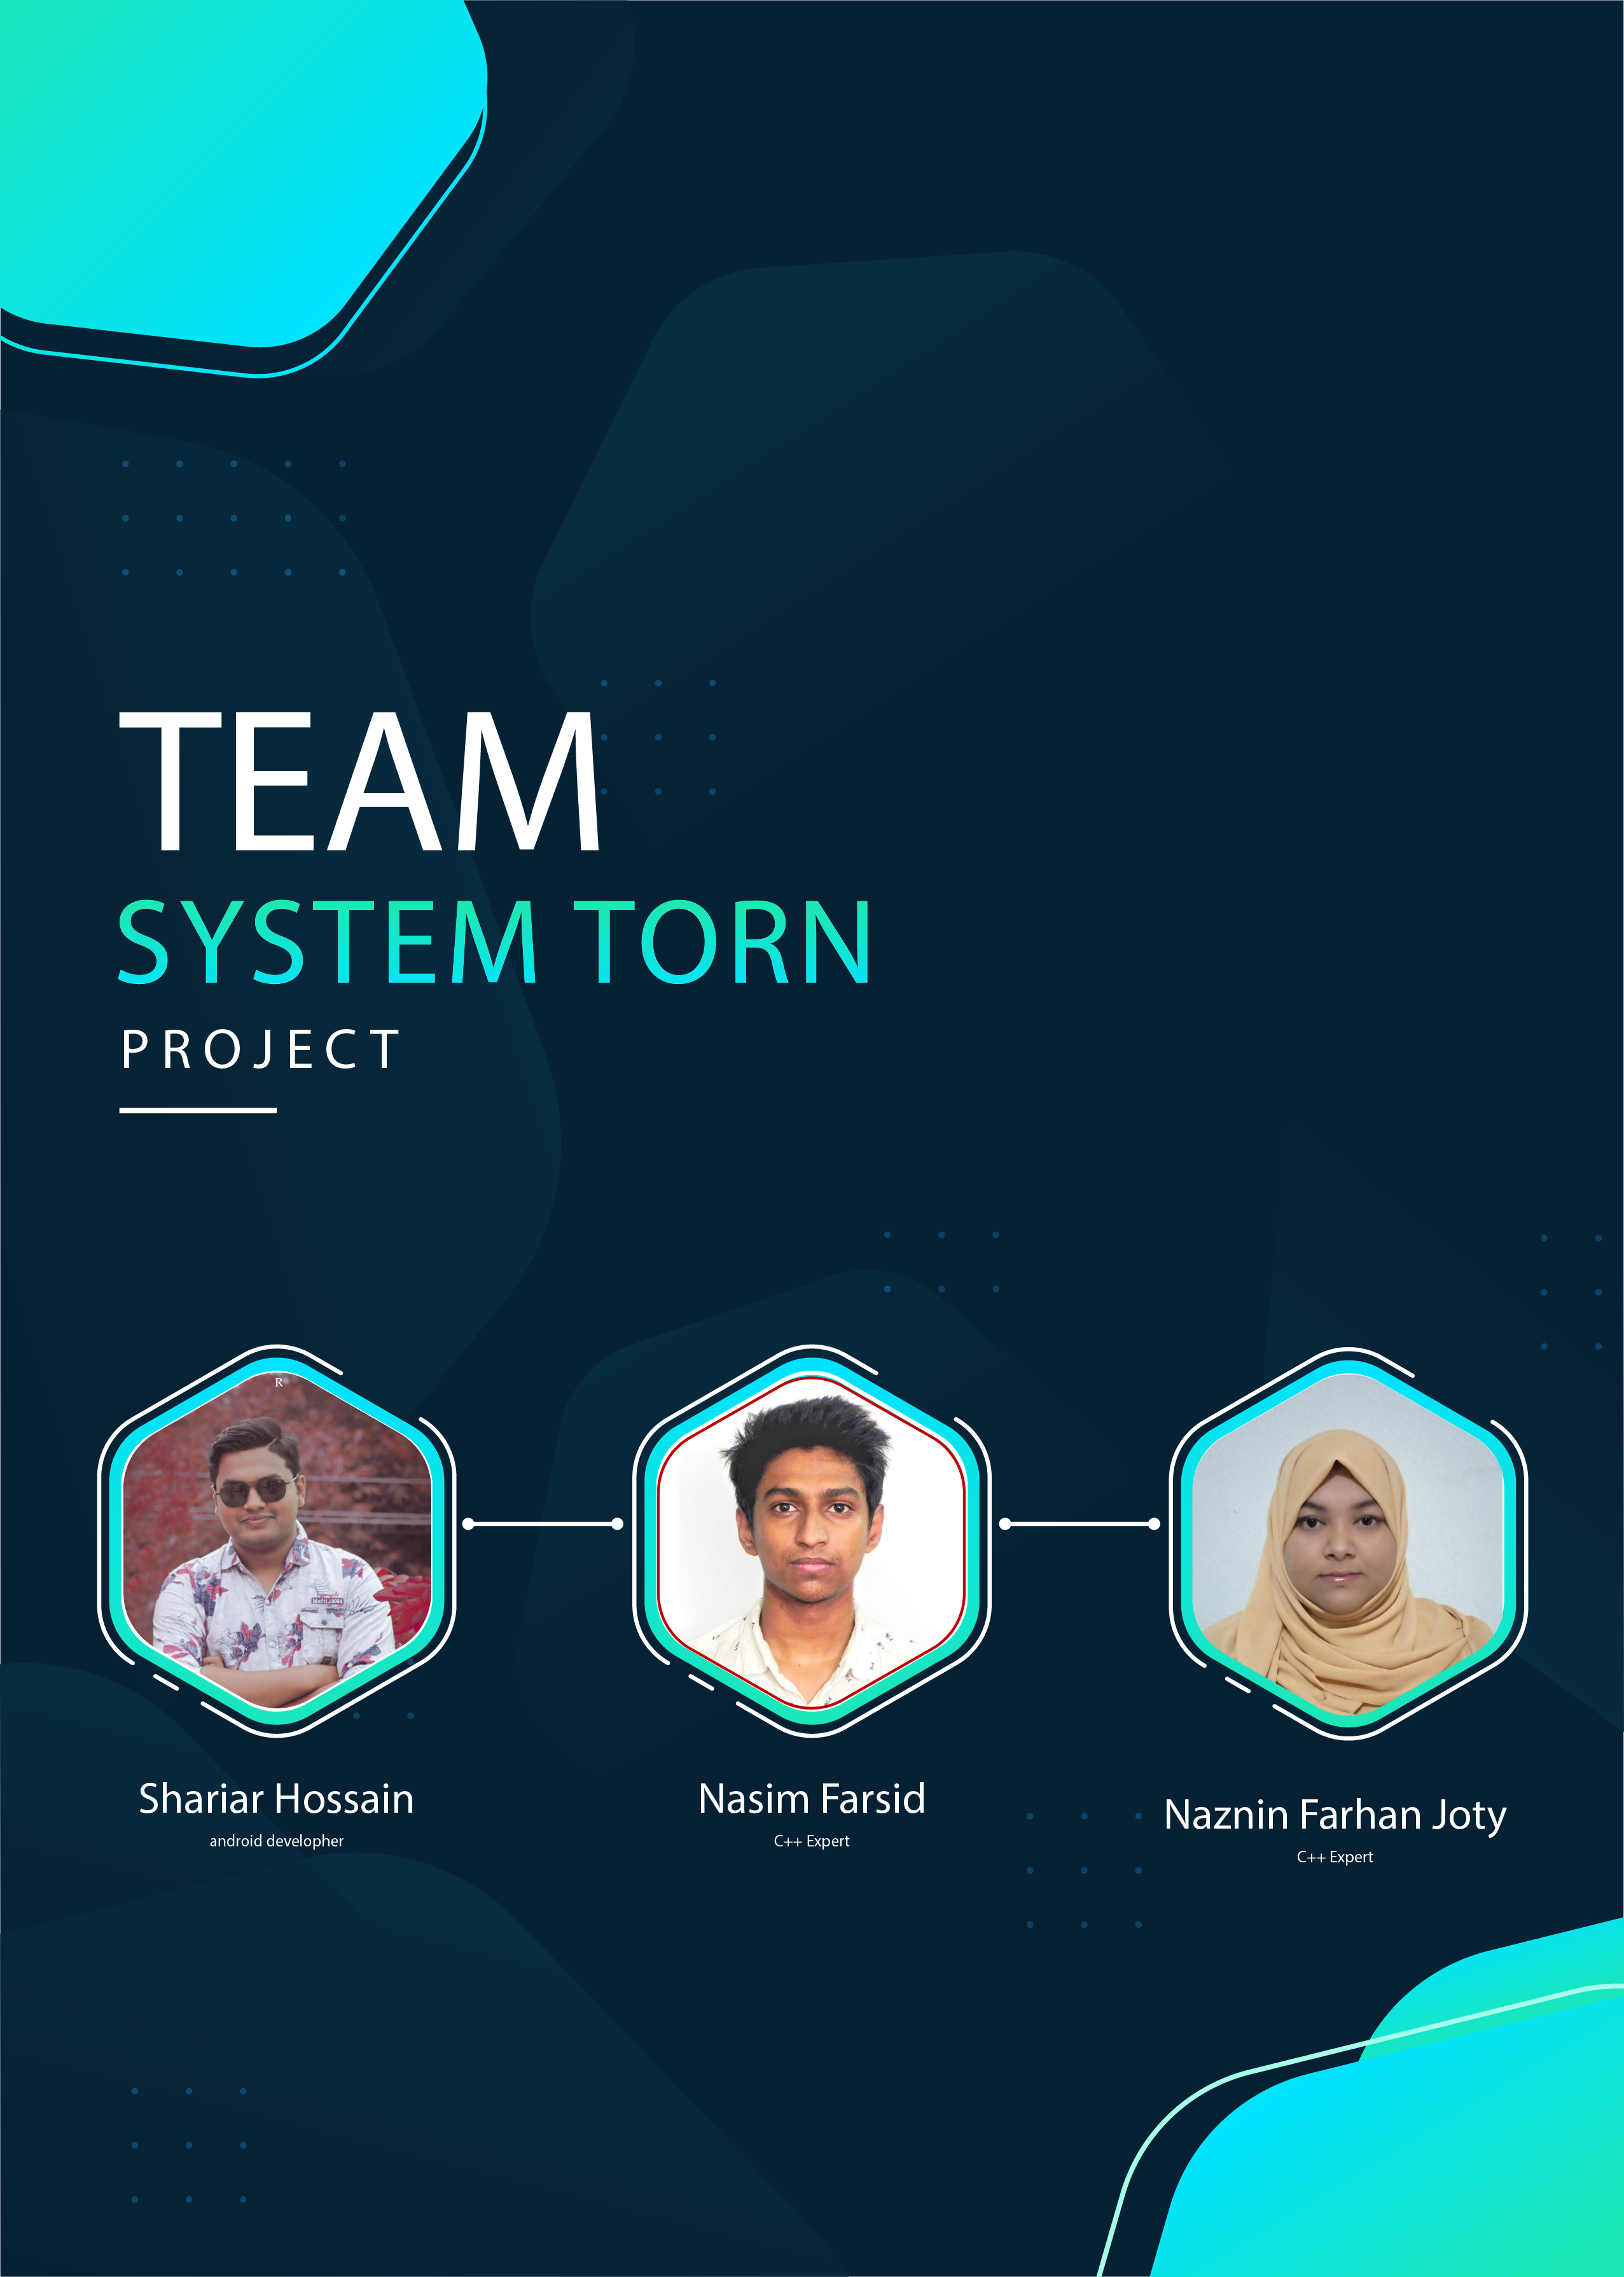 TEAM
SYSTEM TORN
PROJECT
R
Shariar Hossain
android developher
Nasim Farsid
C++ Expert
Naznin Farhan Joty
C++ Expert